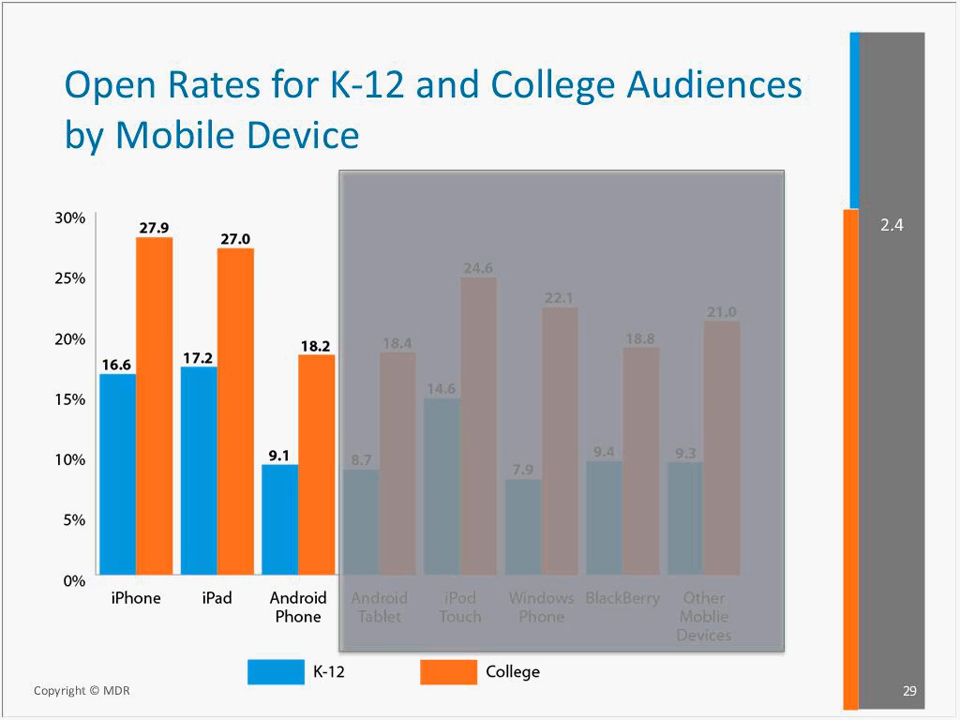 Open Rates for K-12 and College Audiences
by Mobile Device
2.4
30%
25%
20%
15%
10%
5%
0%
27.9
27.0
16.6
17.2
18.2
9.1
18.4
8.7
24.6
14.6
22.1
7.9
18.8
9.4
21.0
9.3
iPhone
iPad
Android
Phone
Android
Tablet
iPod
Touch
Windows
Phone
BlackBerry
Other
Moblie
Devices
K-12
College
Copyright © MDR
29